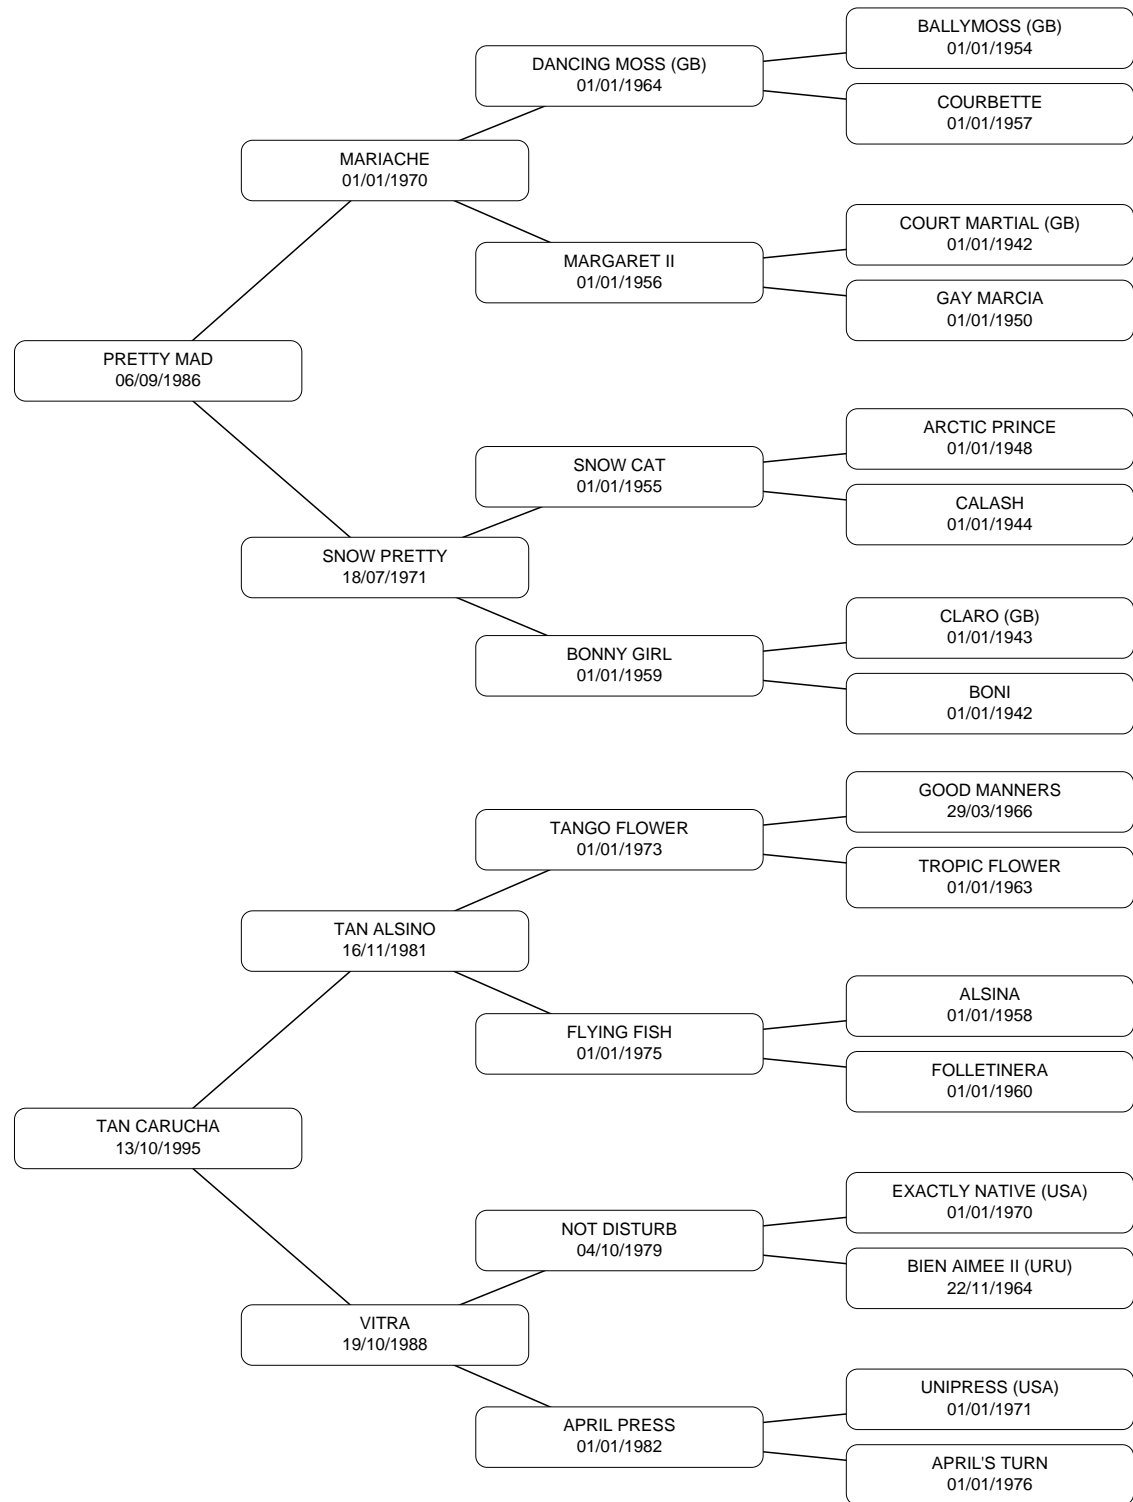 BALLYMOSS (GB)
01/01/1954
DANCING MOSS (GB)
01/01/1964
COURBETTE
01/01/1957
MARIACHE
01/01/1970
COURT MARTIAL (GB)
01/01/1942
MARGARET II
01/01/1956
GAY MARCIA
01/01/1950
PRETTY MAD
06/09/1986
ARCTIC PRINCE
01/01/1948
SNOW CAT
01/01/1955
CALASH
01/01/1944
SNOW PRETTY
18/07/1971
CLARO (GB)
01/01/1943
BONNY GIRL
01/01/1959
BONI
01/01/1942
GOOD MANNERS
29/03/1966
TANGO FLOWER
01/01/1973
TROPIC FLOWER
01/01/1963
TAN ALSINO
16/11/1981
ALSINA
01/01/1958
FLYING FISH
01/01/1975
FOLLETINERA
01/01/1960
TAN CARUCHA
13/10/1995
EXACTLY NATIVE (USA)
01/01/1970
NOT DISTURB
04/10/1979
BIEN AIMEE II (URU)
22/11/1964
VITRA
19/10/1988
UNIPRESS (USA)
01/01/1971
APRIL PRESS
01/01/1982
APRIL'S TURN
01/01/1976